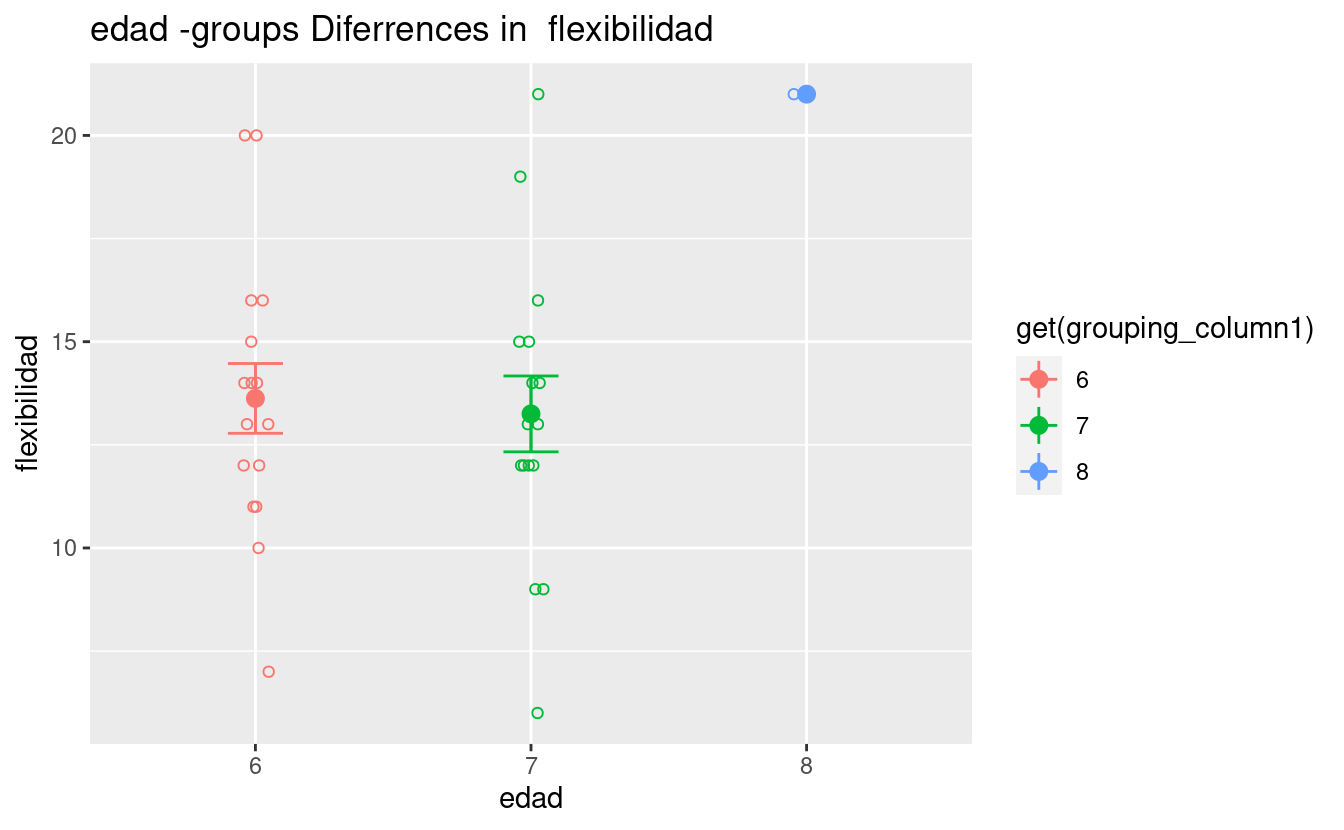 edad -groups Diferrences in  flexibilidad
20
15
10
flexibilidad
6
7
8
edad
get(grouping_column1)
6
7
8